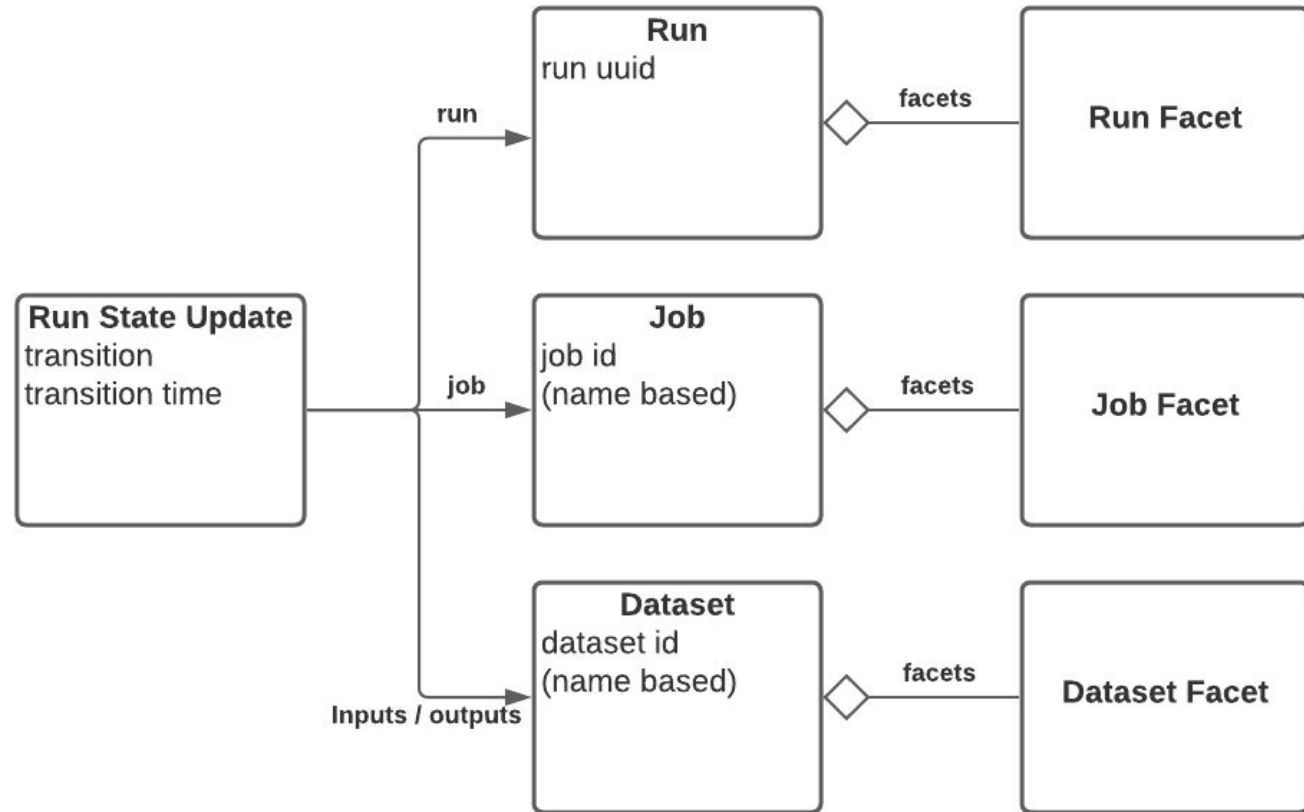 Run
run uuid
run
facets
Run Facet
Run State Update
transition
transition time
job
Job
job id
(name based)
facets
Job Facet
Inputs / outputs
Dataset
dataset id
(name based)
facets
Dataset Facet